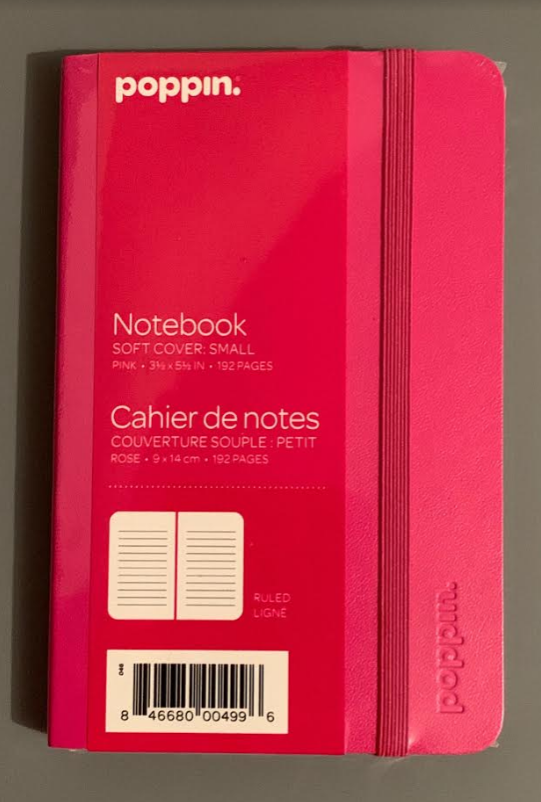 poppin.
Notebook
SOFT COVER: SMALL
PINK • 3½ x 5½ IN • 192 PAGES
Cahier de notes
COUVERTURE SOUPLE : PETIT
ROSE • 9 x 14 cm • 192 PAGES
RULED
LIGNÉ
046
8 46680 00499 6
poppin.